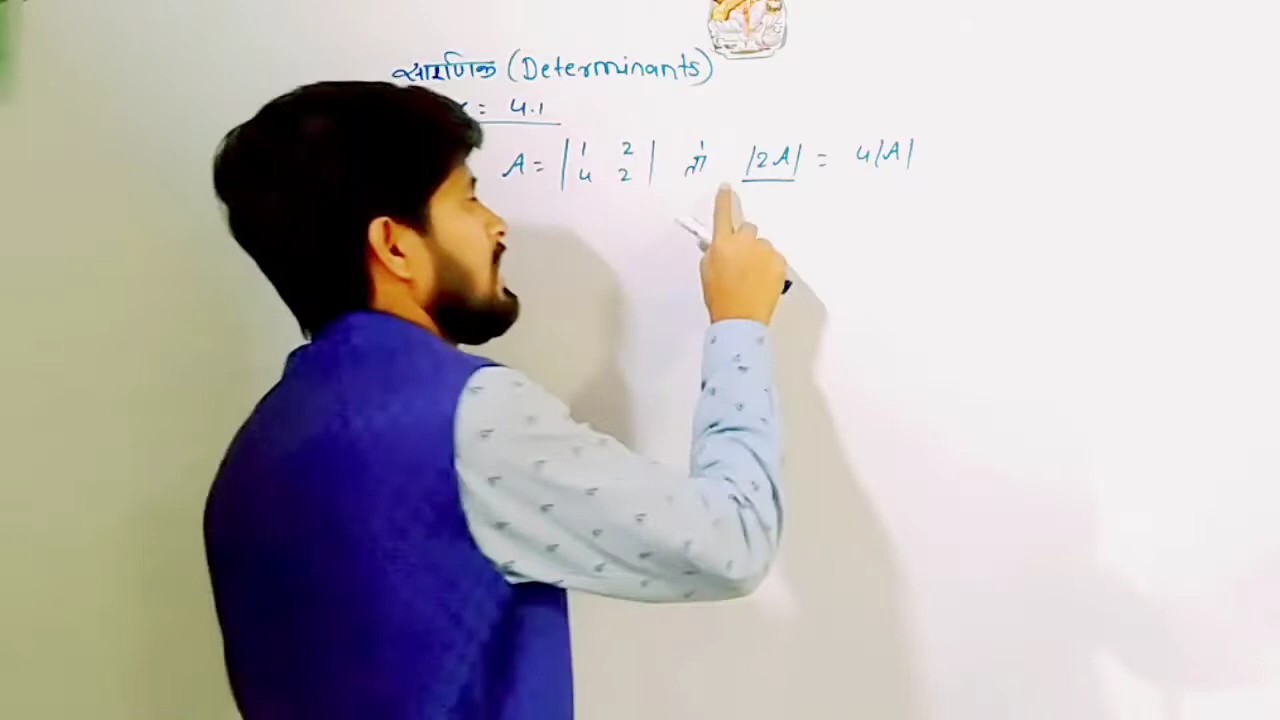 सारणिक (Determinants)
: 4.1
A = | 1 2 | तो |2A| = 4|A|
4 2